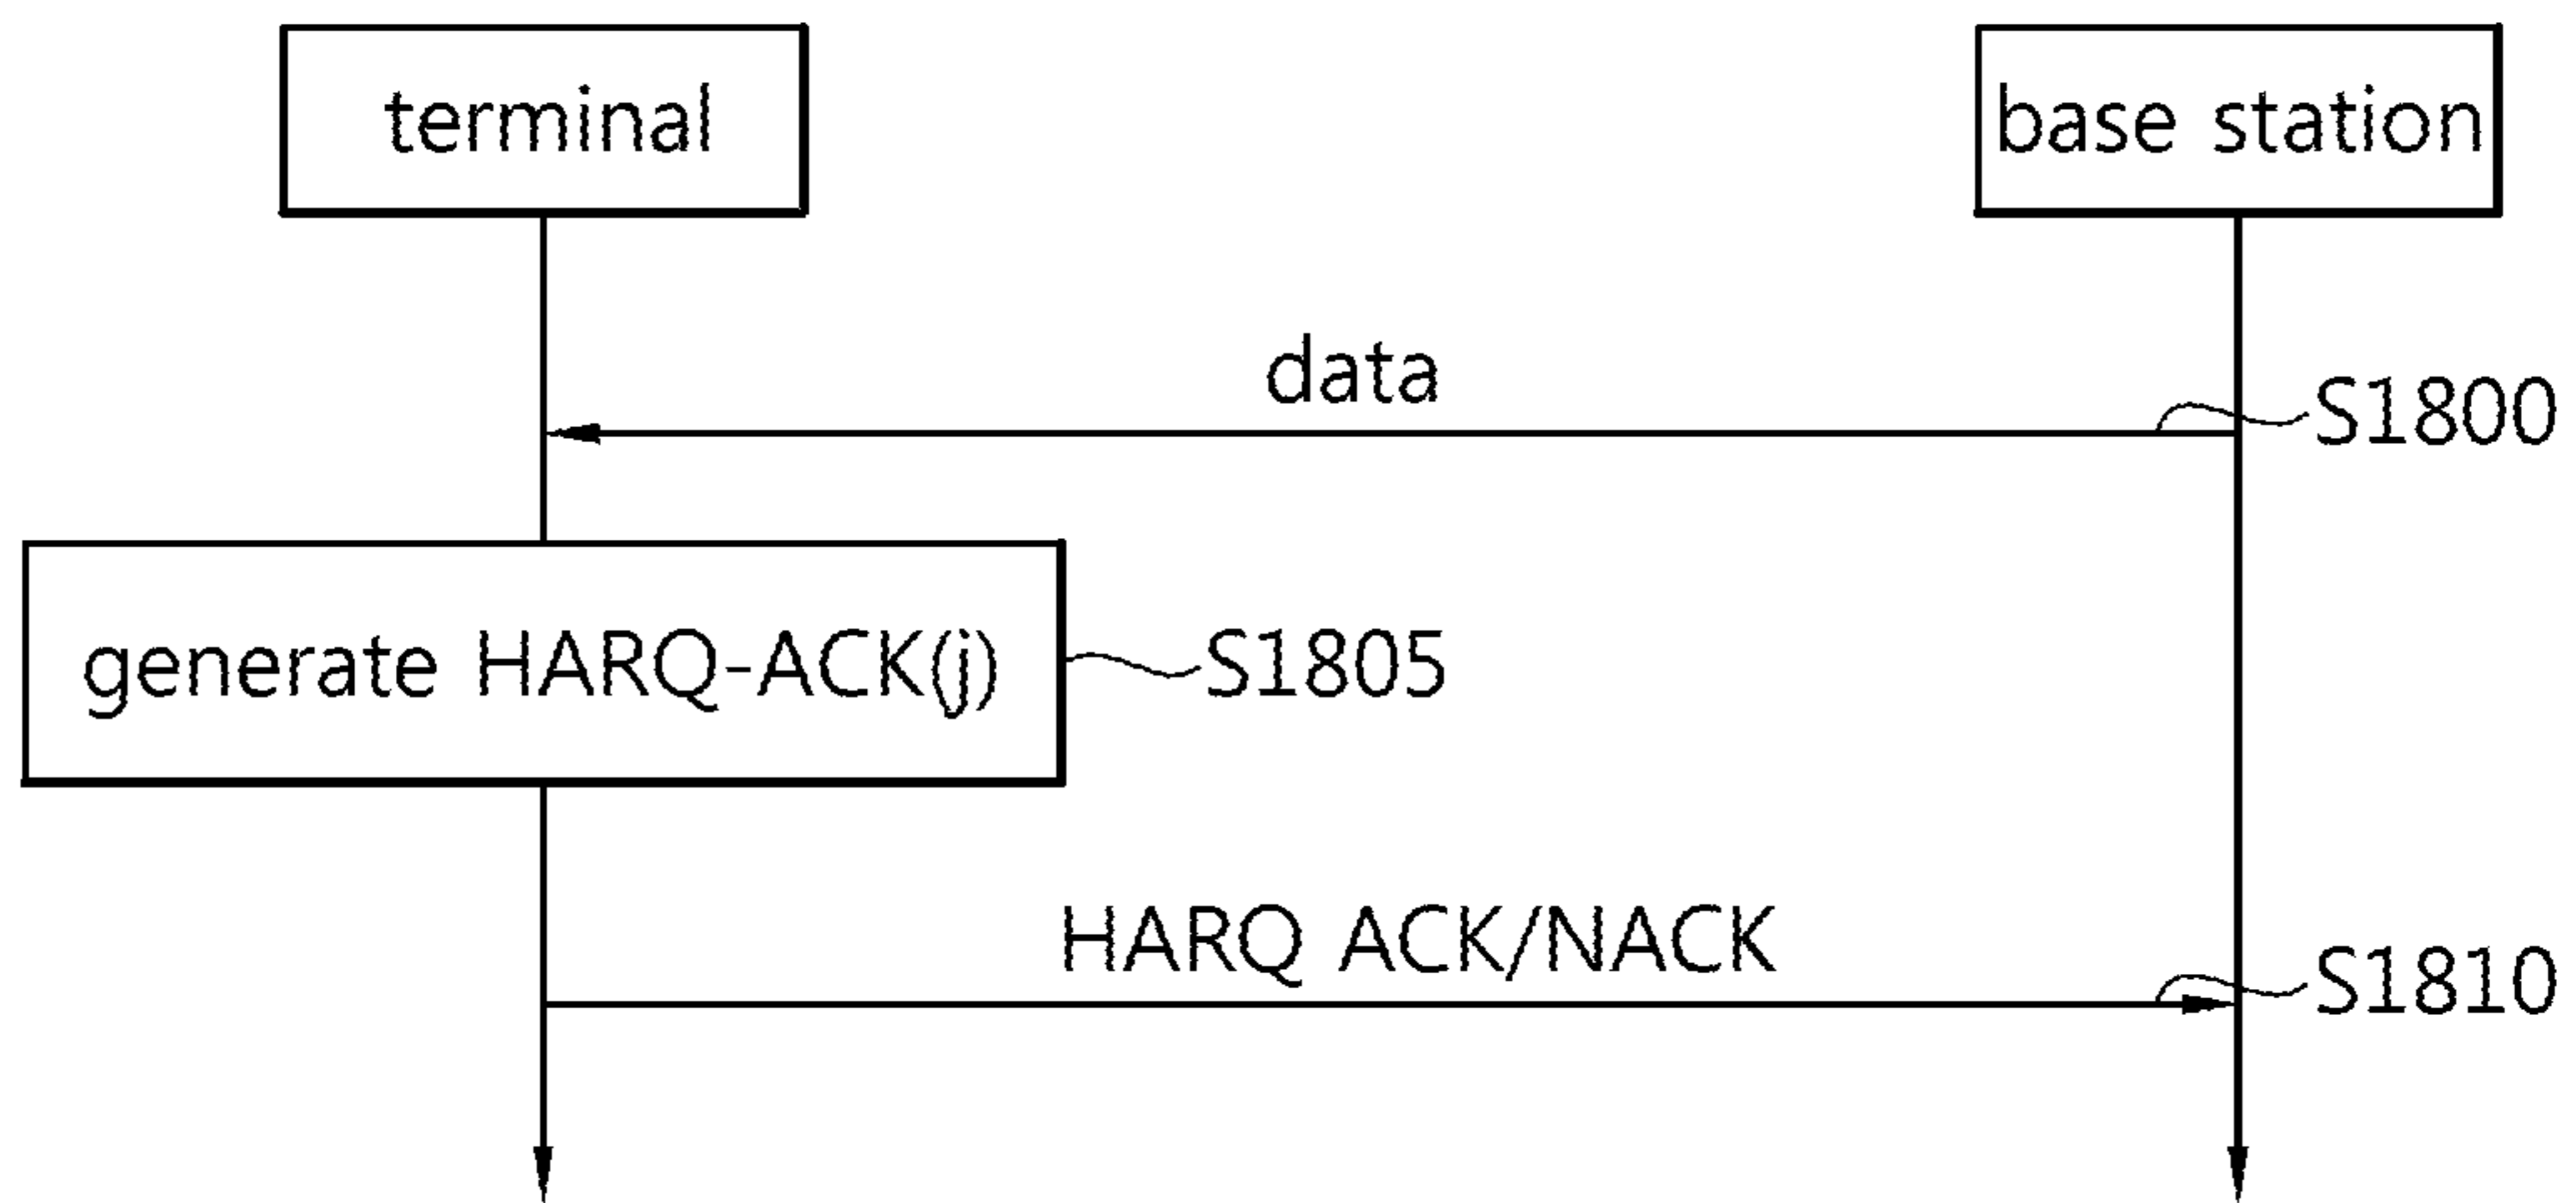 terminal
base station
data
S1800
generate HARQ-ACK(j)
S1805
HARQ ACK/NACK
S1810